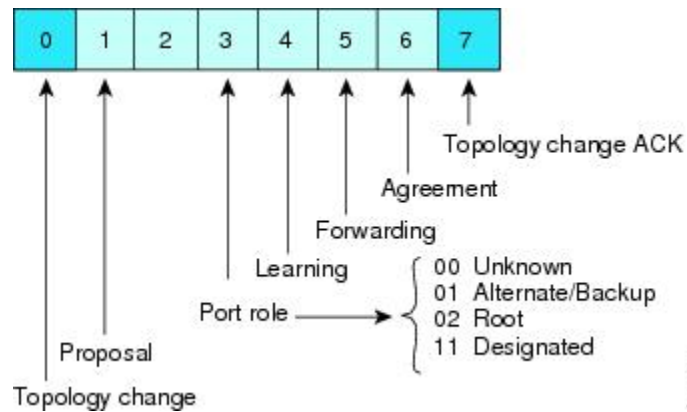 0 1 2 3 4 5 6 7
Topology change ACK
Agreement
Forwarding
Learning
00 Unknown
01 Alternate/Backup
Port role
02 Root
11 Designated
Proposal
Topology change